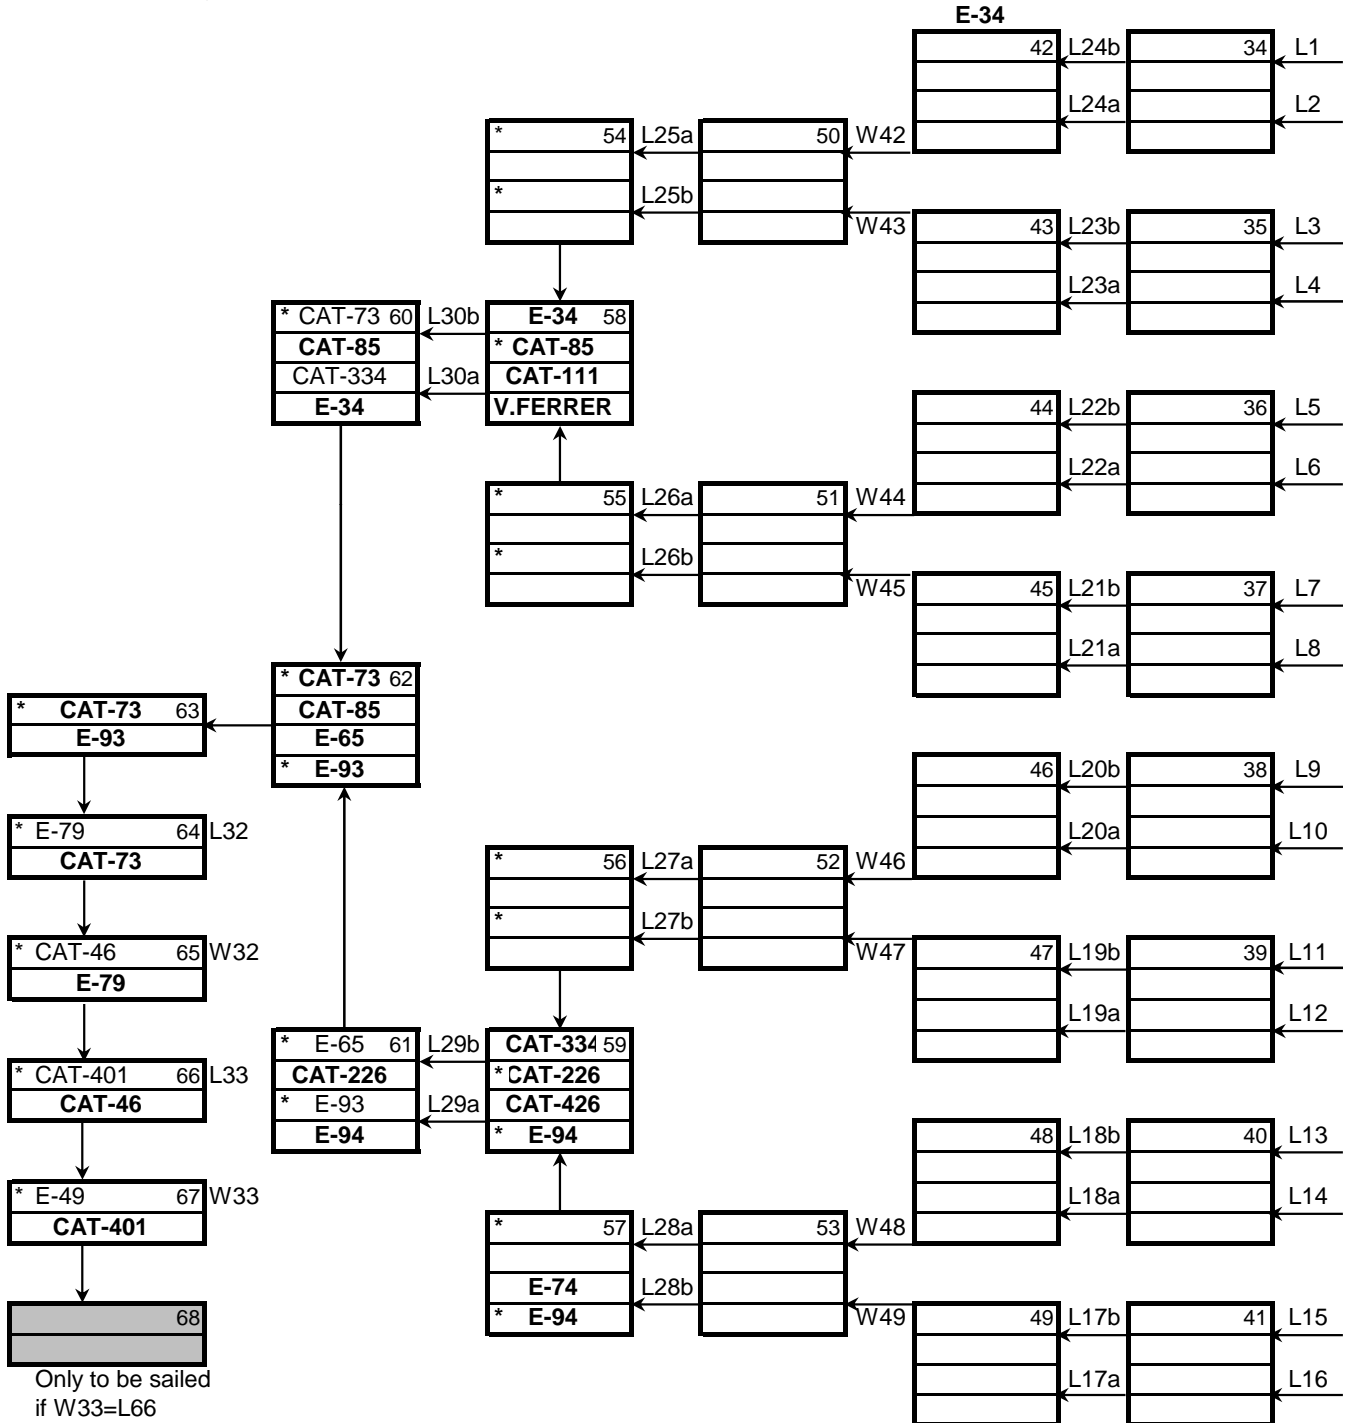 E-34
42 L24b 34 L1
L24a L2
* 54 L25a 50 W42
* L25b
W43 43 L23b 35 L3
L23a L4
* CAT-73 60 L30b E-34 58
CAT-85 * CAT-85
CAT-334 L30a CAT-111
E-34 V.FERRER
44 L22b 36 L5
L22a L6
* 55 L26a 51 W44
* L26b
W45 45 L21b 37 L7
L21a L8
* CAT-73 62
* CAT-73 63 CAT-85
E-93 E-65
* E-93
46 L20b 38 L9
* E-79 64 L32 L20a L10
CAT-73 * 56 L27a 52 W46
* L27b
* CAT-46 65 W32 W47 47 L19b 39 L11
E-79
L19a L12
* E-65 61 L29b CAT-334 59
* CAT-401 66 L33 CAT-226 * CAT-226
CAT-46 * E-93 L29a CAT-426
E-94 * E-94
48 L18b 40 L13
* E-49 67 W33 L18a L14
CAT-401 * 57 L28a 53 W48
E-74 L28b
68 * E-94 W49 49 L17b 41 L15
Only to be sailed L17a L16
if W33=L66